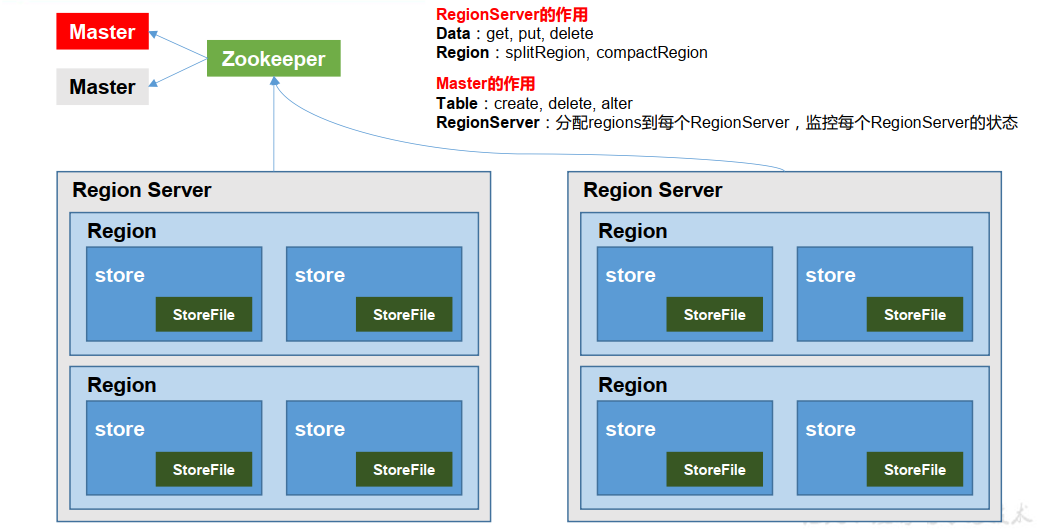 Master
Master
Zookeeper
RegionServer的作用
Data：get, put, delete
Region：splitRegion、compactRegion
Master的作用
Table：create, delete, alter
RegionServer：分配regions到每个RegionServer，监控每个RegionServer的状态
Region Server
Region
store
StoreFile
store
StoreFile
Region
store
StoreFile
store
StoreFile
Region Server
Region
store
StoreFile
store
StoreFile
Region
store
StoreFile
store
StoreFile